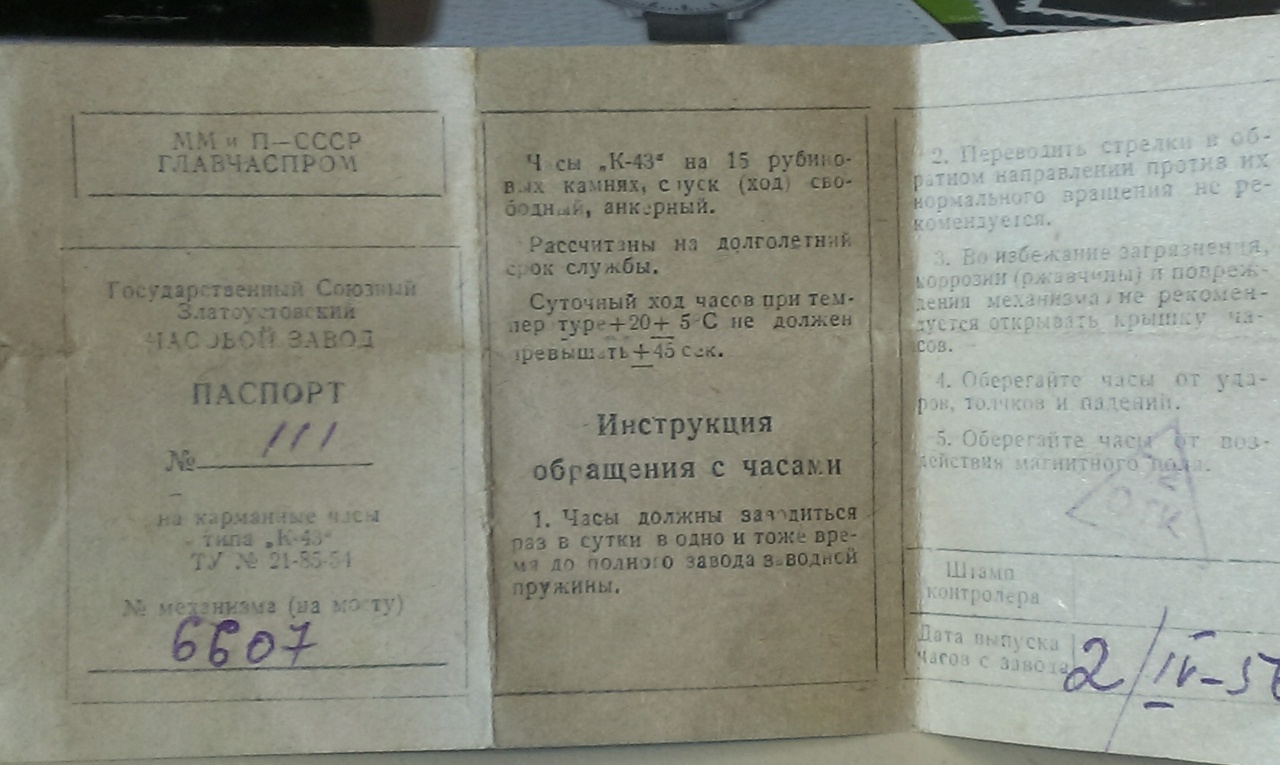 ММ и П—СССР
ГЛАВЧАСПРОМ
Государственный Союзный
Златоустовский
ЧАСОВОЙ ЗАВОД
ПАСПОРТ
№ 111
на карманные часы
типа „К-43“
ТУ № 21-85-54
№ механизма (на мосту)
6607
Часы „К-43“ на 15 рубино-
вых камнях, спуск (ход) сво-
бодный, анкерный.
Рассчитаны на долголетний
срок службы.
Суточный ход часов при тем-
пературе+20± 5°С не должен
превышать ±45 сек.
Инструкция
обращения с часами
1. Часы должны заводиться
раз в сутки в одно и тоже вре-
мя до полного завода заводной
пружины.
2. Переводить стрелки в об-
ратном направлении против их
нормального вращения не ре-
комендуется.
3. Во избежание загрязнения,
коррозии (ржавчины) и повреж-
дения механизма не рекомен-
дуется открывать крышку ча-
сов.
4. Оберегайте часы от уда-
ров, толчков и падений.
5. Оберегайте часы от воз-
действия магнитного поля.
ОТК
Штамп
контролера
Дата выпуска
часов с завода
2/IV-5